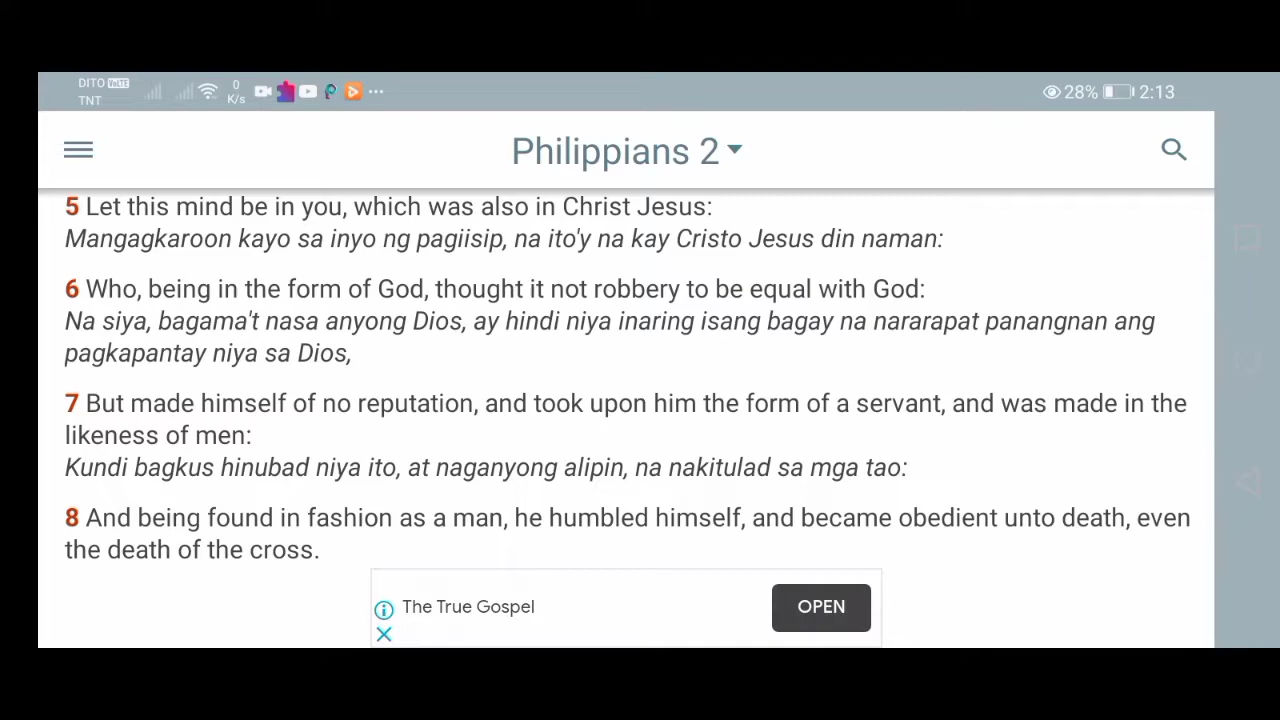 DITO VoLTE
TNT
0
K/s
28%
2:13
Philippians 2
5 Let this mind be in you, which was also in Christ Jesus:
Mangagkaroon kayo sa inyo ng pagiisip, na ito'y na kay Cristo Jesus din naman:
6 Who, being in the form of God, thought it not robbery to be equal with God:
Na siya, bagama't nasa anyong Dios, ay hindi niya inaring isang bagay na nararapat panangnan ang
pagkapantay niya sa Dios,
7 But made himself of no reputation, and took upon him the form of a servant, and was made in the
likeness of men:
Kundi bagkus hinubad niya ito, at naganyong alipin, na nakitulad sa mga tao:
8 And being found in fashion as a man, he humbled himself, and became obedient unto death, even
the death of the cross.
The True Gospel
OPEN